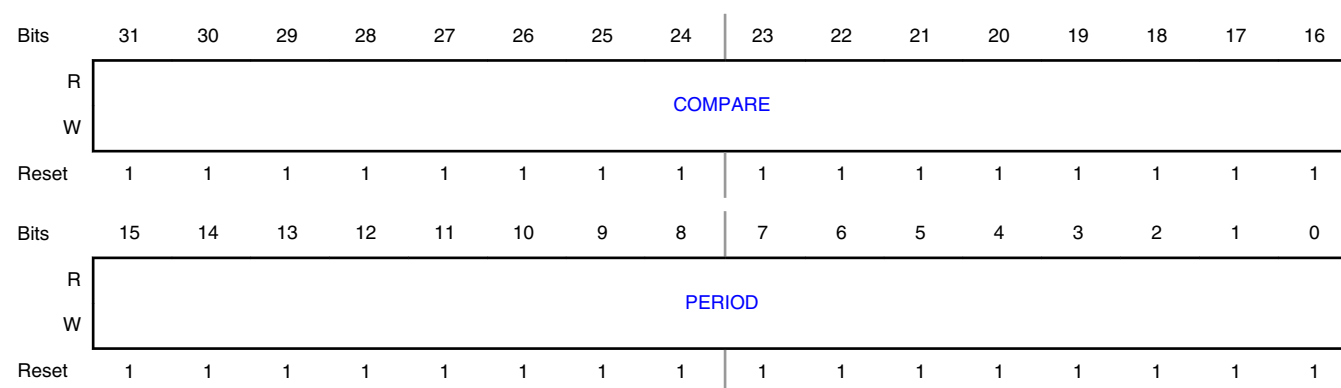 Bits 31 30 29 28 27 26 25 24 23 22 21 20 19 18 17 16
R
COMPARE
W
Reset 1 1 1 1 1 1 1 1 1 1 1 1 1 1 1 1
Bits 15 14 13 12 11 10 9 8 7 6 5 4 3 2 1 0
R
PERIOD
W
Reset 1 1 1 1 1 1 1 1 1 1 1 1 1 1 1 1